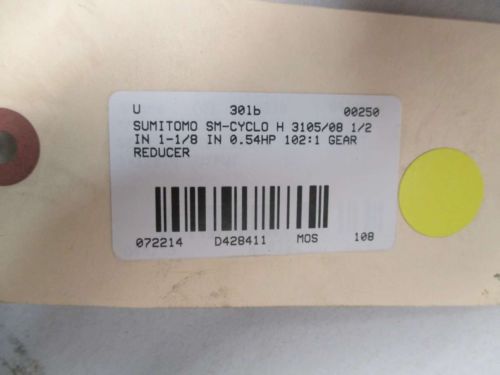 U 301b 00250
SUMITOMO SM-CYCLO H 3105/08 1/2
IN 1-1/8 IN 0.54HP 102:1 GEAR
REDUCER
072214 D428411 MOS 108